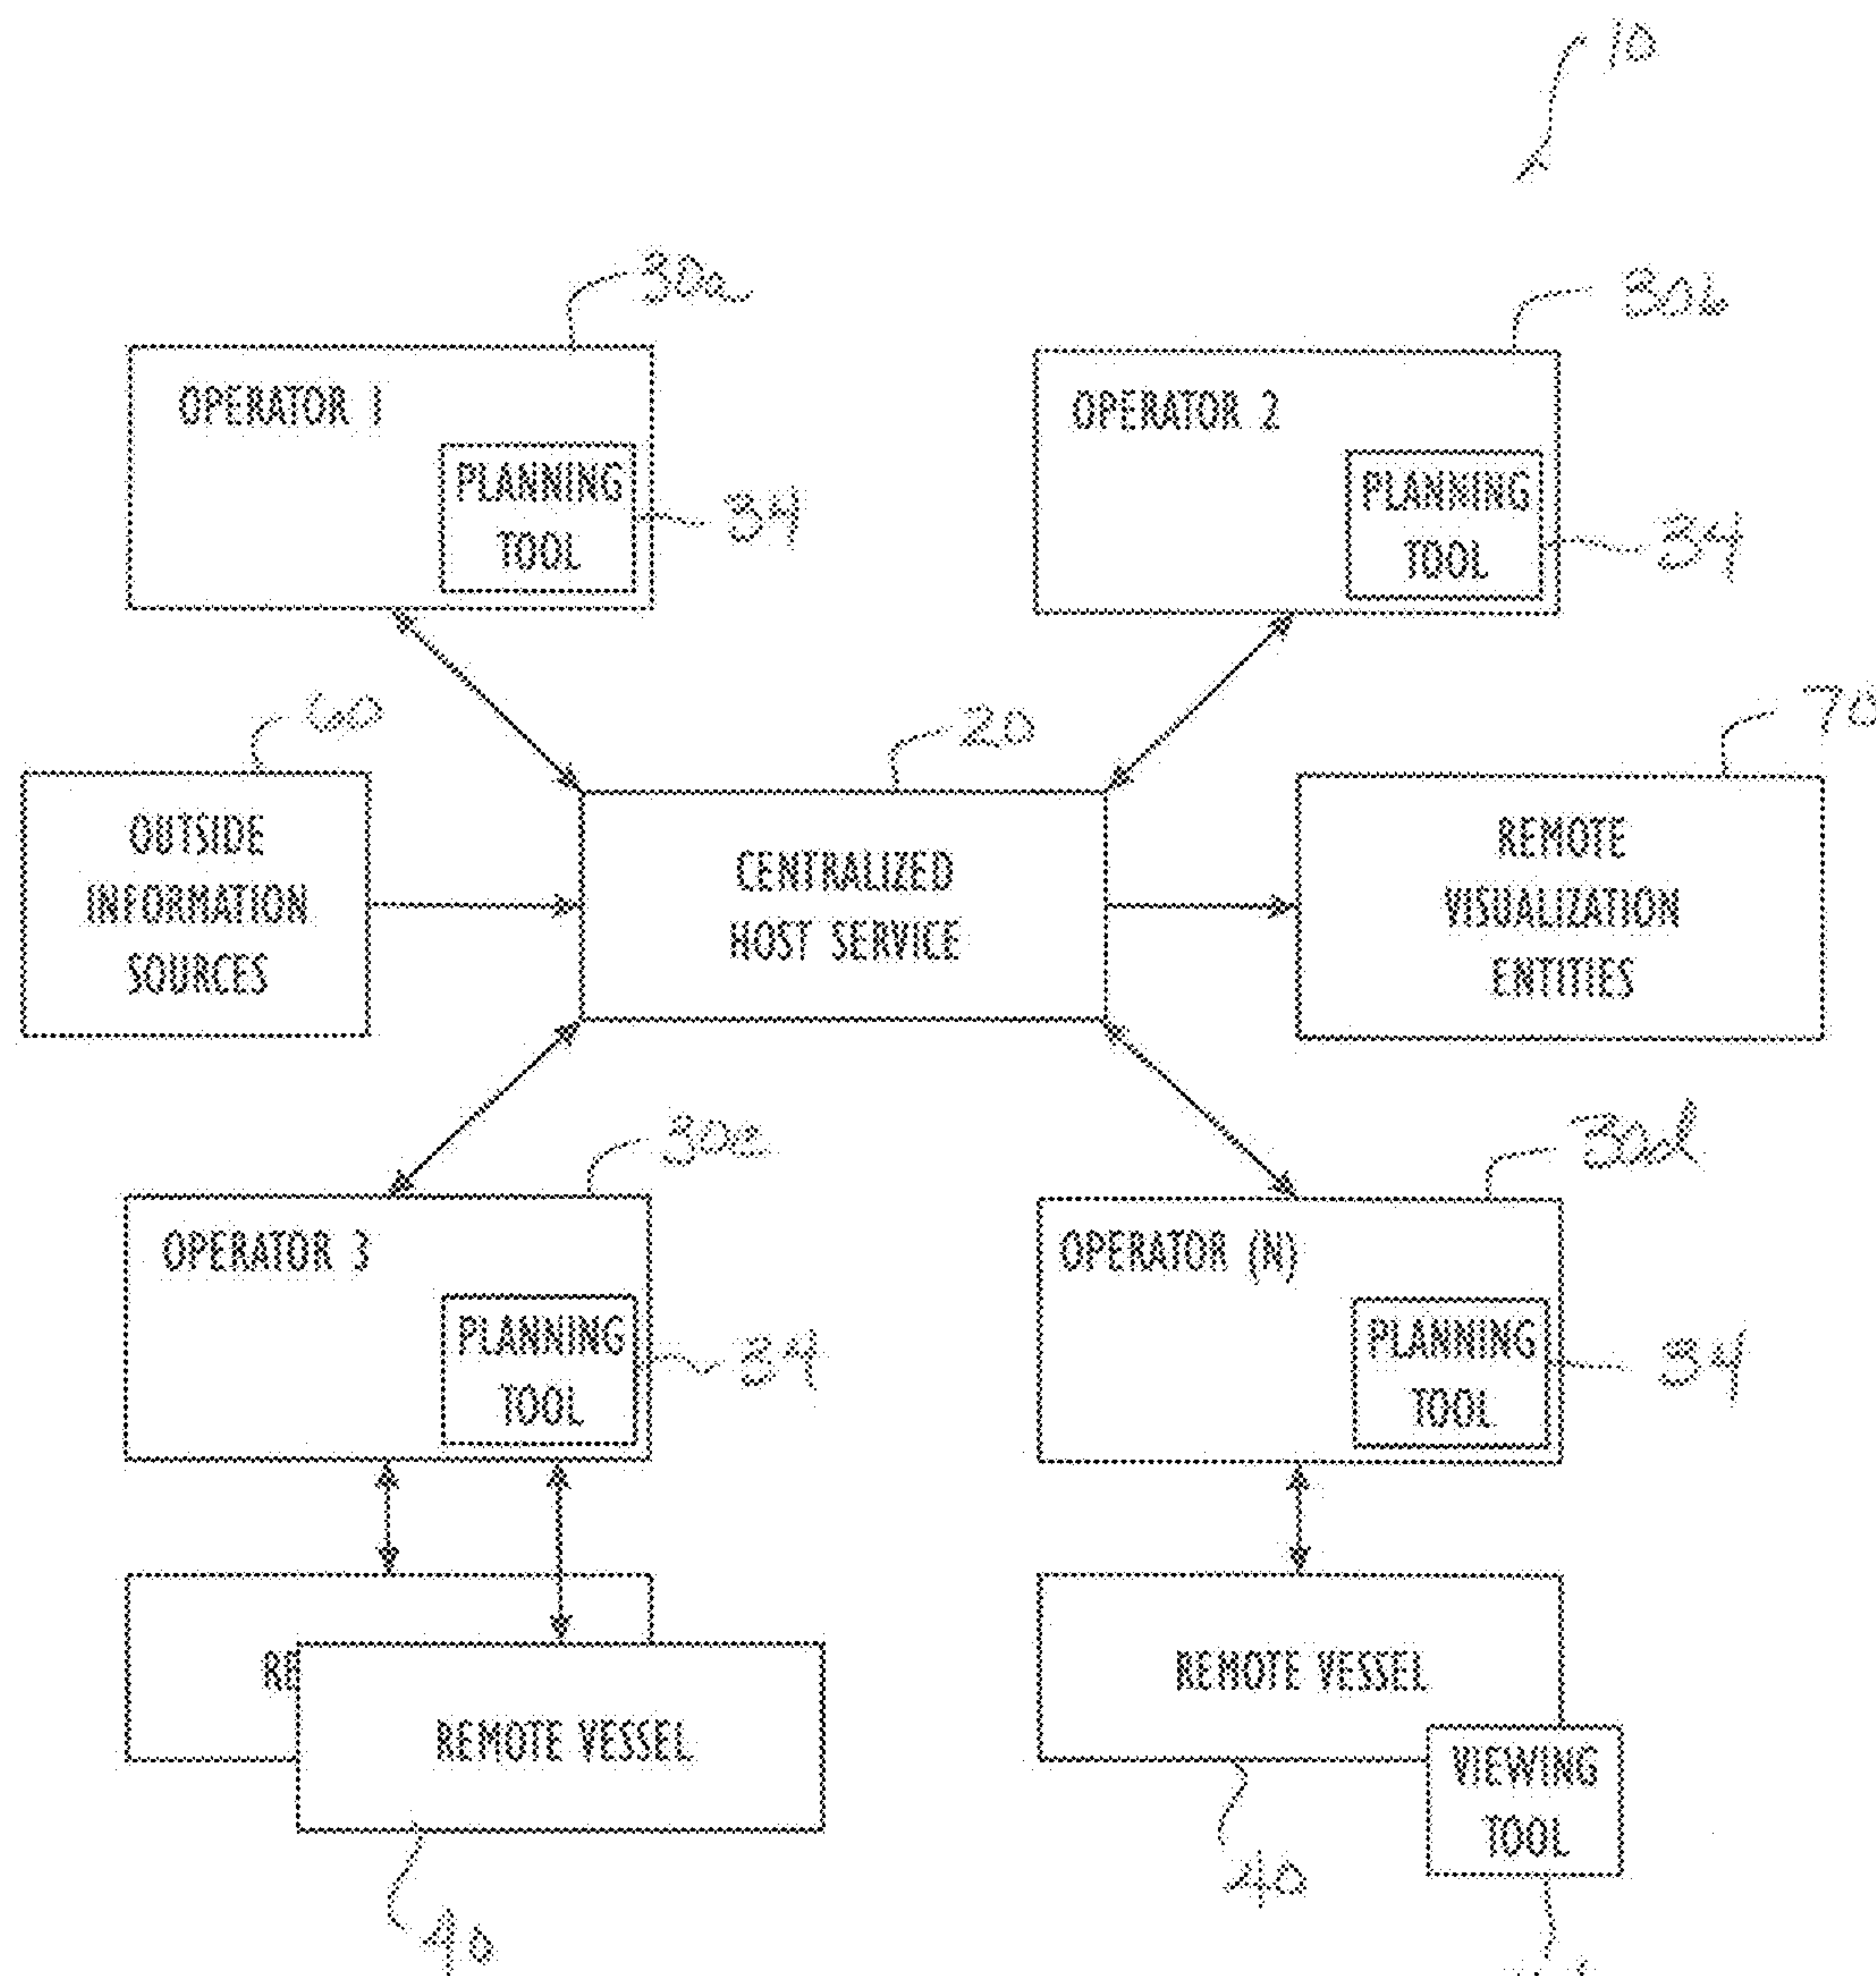 10
30a
30b
OPERATOR 1
PLANNING
TOOL
34
OPERATOR 2
PLANNING
TOOL
34
60
20
70
OUTSIDE
INFORMATION
SOURCES
CENTRALIZED
HOST SERVICE
REMOTE
VISUALIZATION
ENTITIES
30c
30d
OPERATOR 3
PLANNING
TOOL
34
OPERATOR (N)
PLANNING
TOOL
34
RE
REMOTE VESSEL
40
REMOTE VESSEL
VIEWING
TOOL
40